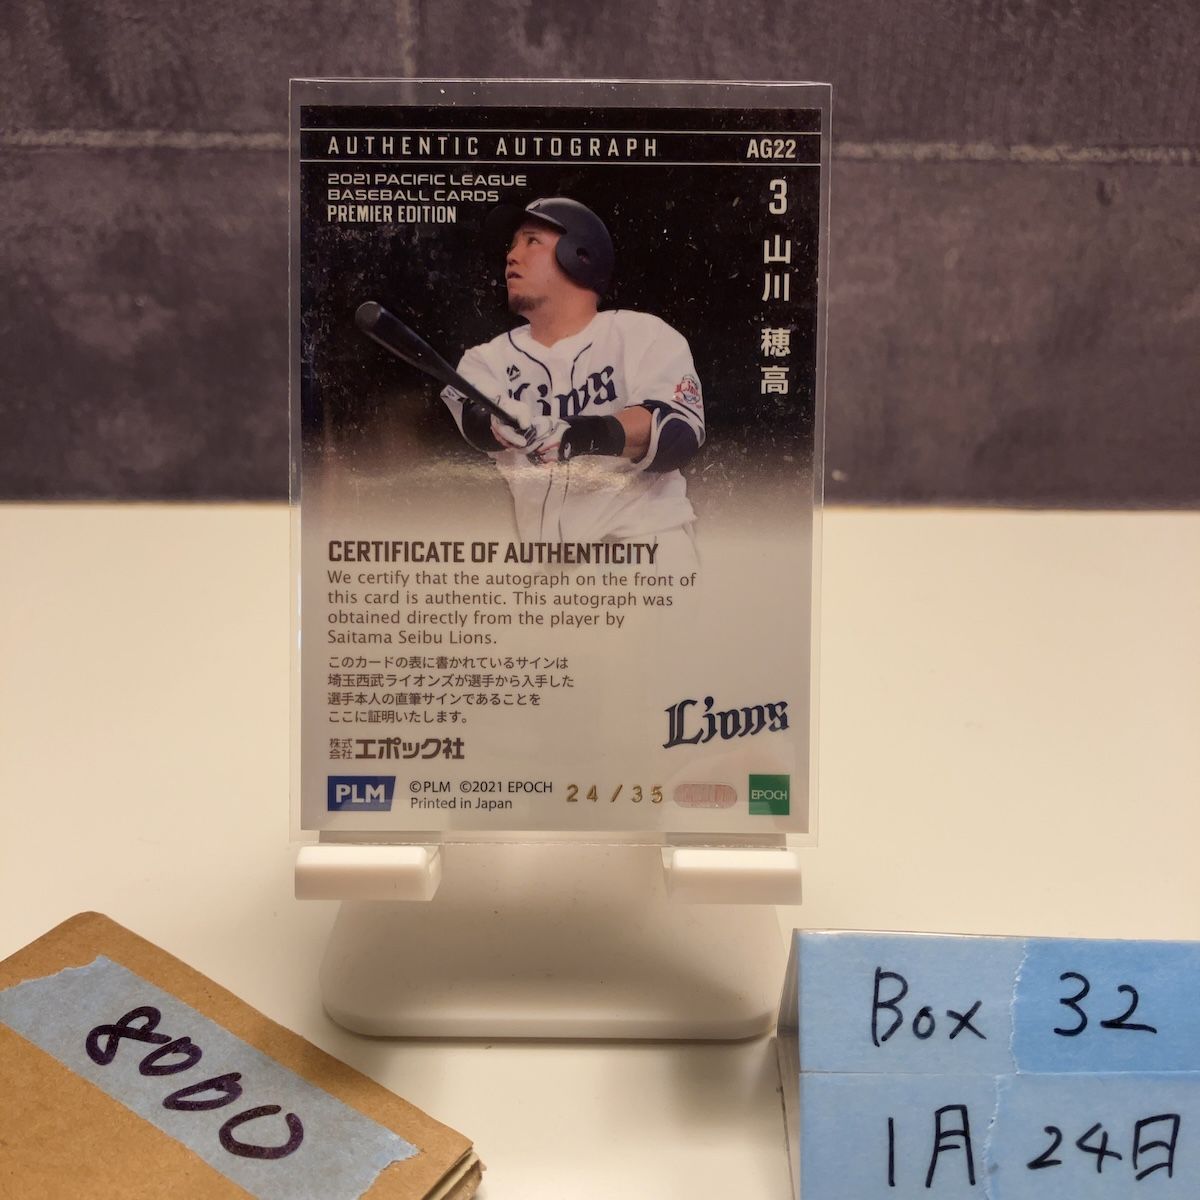 AUTHENTIC AUTOGRAPH AG22
2021 PACIFIC LEAGUE
BASEBALL CARDS
PREMIER EDITION
3 山川 穂高
Lions
CERTIFICATE OF AUTHENTICITY
We certify that the autograph on the front of
this card is authentic. This autograph was
obtained directly from the player by
Saitama Seibu Lions.
このカードの表に書かれているサインは
埼玉西武ライオンズが選手から入手した
選手本人の直筆サインであることを
ここに証明いたします。
株式会社エポック社
Lions
PLM ©PLM ©2021 EPOCH
Printed in Japan
24/35
EPOCH
8000
Box 32
1月 24日